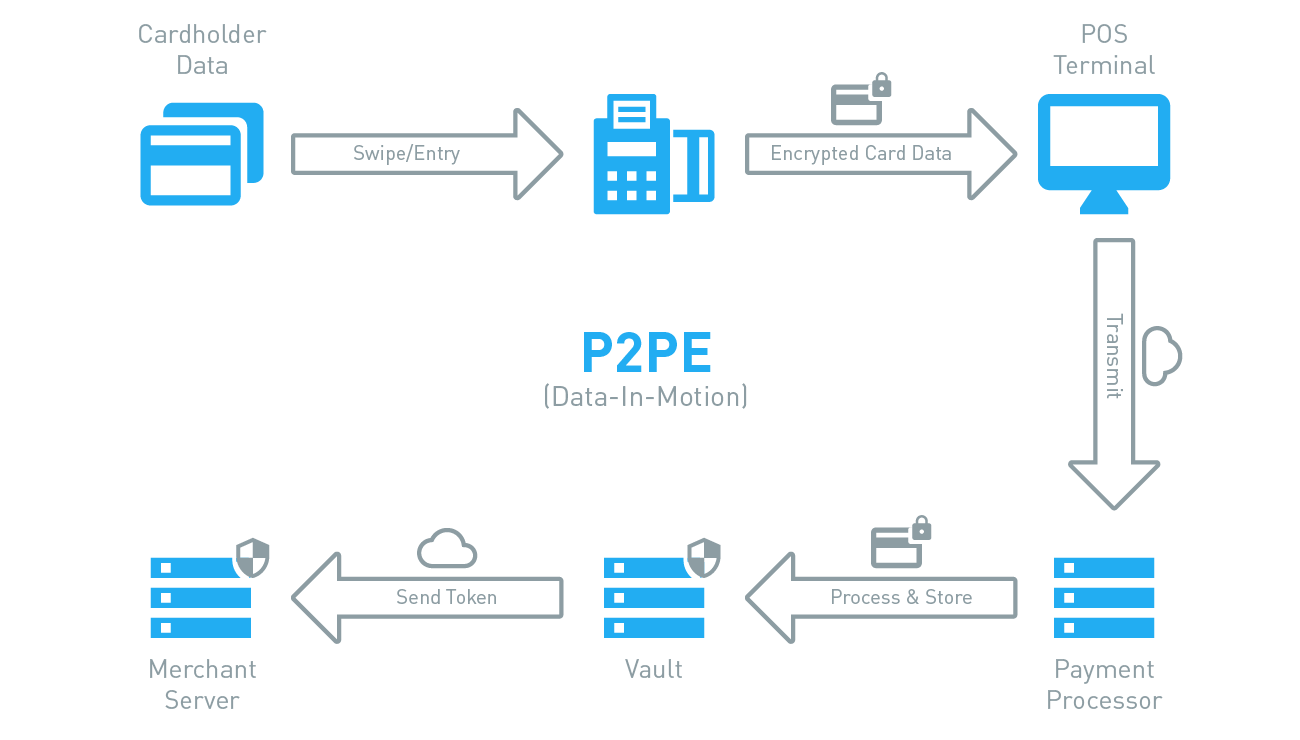 Cardholder
Data
POS
Terminal
Swipe/Entry
Encrypted Card Data
Transmit
P2PE
(Data-In-Motion)
Send Token
Process & Store
Merchant
Server
Vault
Payment
Processor